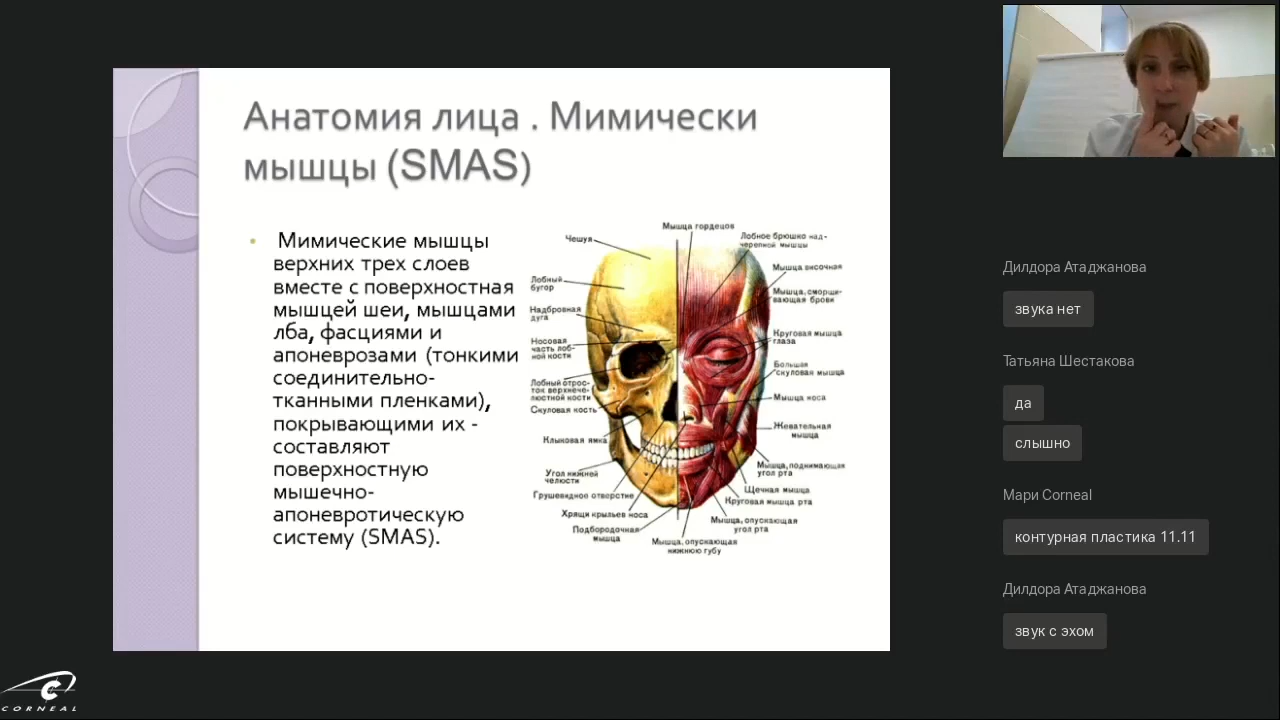 Анатомия лица . Мимически
мышцы (SMAS)
Мимические мышцы
верхних трех слоев
вместе с поверхностная
мышцей шеи, мышцами
лба, фасциями и
апоневрозами (тонкими
соединительно-
тканными пленками),
покрывающими их -
составляют
поверхностную
мышечно-
апоневротическую
систему (SMAS).
Мышца гордецов
Чешуя
Лобный
бугор
Надбровная
дуга
Носовая
часть лоб-
ной кости
Лобный отрос-
ток верхнече-
люстной кости
Скуловая кость
Клыковая ямка
Угол нижней
челюсти
Грушевидное отверстие
Хрящи крыльев носа
Подбородочная
мышца
Лобное брюшко над-
черепной мышцы
Мышца височная
Мышца, сморщи-
вающая брови
Круговая мышца
глаза
Большая
скуловая мышца
Мышца носа
Жевательная
мышца
Мышца, поднимающая
угол рта
Щечная мышца
Круговая мышца рта
Мышца, опускающая
угол рта
Мышца, опускающая
нижнюю губу
Дилдора Атаджанова
звука нет
Татьяна Шестакова
да
слышно
Мари Corneal
контурная пластика 11.11
Дилдора Атаджанова
звук с эхом
CORNEAL